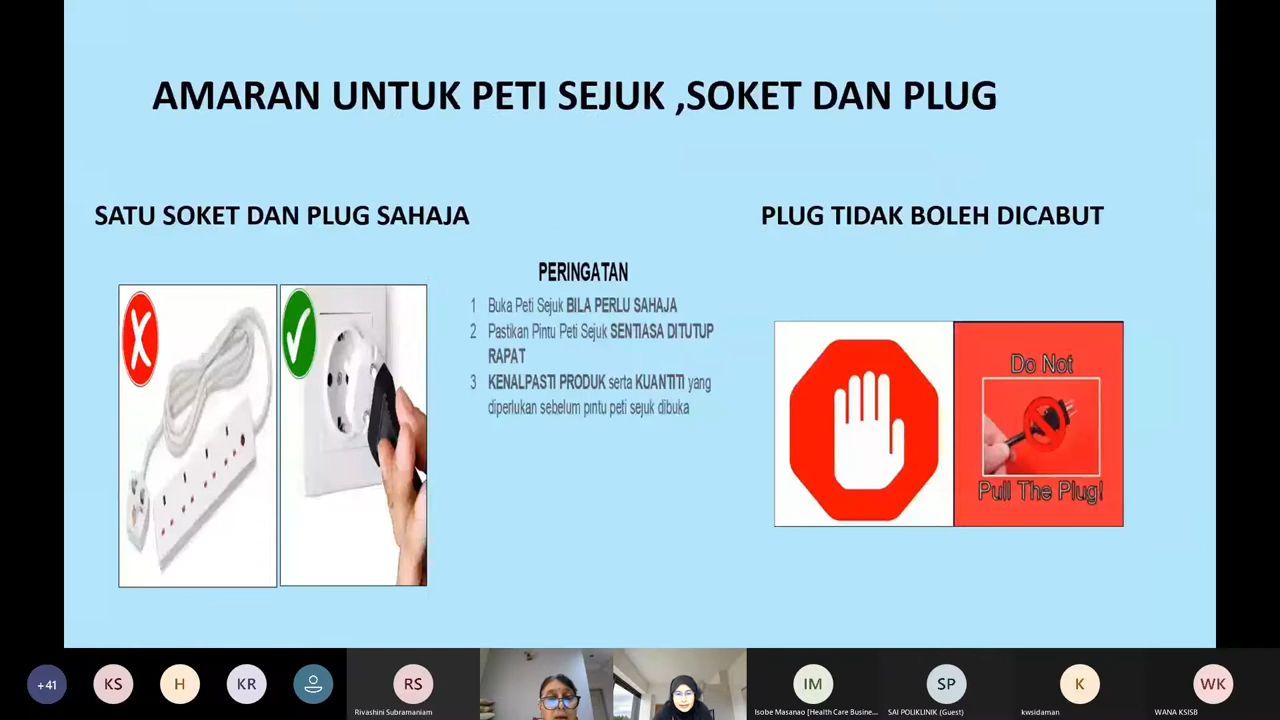 AMARAN UNTUK PETI SEJUK ,SOKET DAN PLUG
SATU SOKET DAN PLUG SAHAJA
PLUG TIDAK BOLEH DICABUT
PERINGATAN
1 Buka Peti Sejuk BILA PERLU SAHAJA
2 Pastikan Pintu Peti Sejuk SENTIASA DITUTUP
RAPAT
3 KENALPASTI PRODUK serta KUANTITI yang
diperlukan sebelum pintu peti sejuk dibuka
Do Not
Pull The Plug!
+41
KS
H
KR
RS
IM
SP
K
WK
Rivashini Subramaniam
Isobe Masanao [Health Care Busine...
SAI POLIKLINIK (Guest)
kwsidaman
WANA KSISB